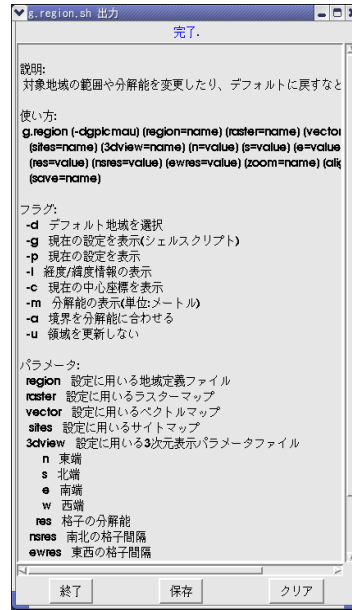 g.region.sh 出力
完了.
説明:
対象地域の範囲や分解能を変更したり、デフォルトに戻すなど
使い方:
g.region (-dgplcmau) (region=name) (raster=name) (vector
(sites=name) (3dview=name) (n=value) (s=value) (e=value
(res=value) (nsres=value) (ewres=value) (zoom=name) (alig
(save=name)
フラグ:
-d デフォルト地域を選択
-g 現在の設定を表示(シェルスクリプト)
-p 現在の設定を表示
-l 経度/緯度情報の表示
-c 現在の中心座標を表示
-m 分解能の表示(単位:メートル)
-a 境界を分解能に合わせる
-u 領域を更新しない
パラメータ:
region 設定に用いる地域定義ファイル
raster 設定に用いるラスターマップ
vector 設定に用いるベクトルマップ
sites 設定に用いるサイトマップ
3dview 設定に用いる3次元表示パラメータファイル
n 東端
s 北端
e 南端
w 西端
res 格子の分解能
nsres 南北の格子間隔
ewres 東西の格子間隔
終了 保存 クリア